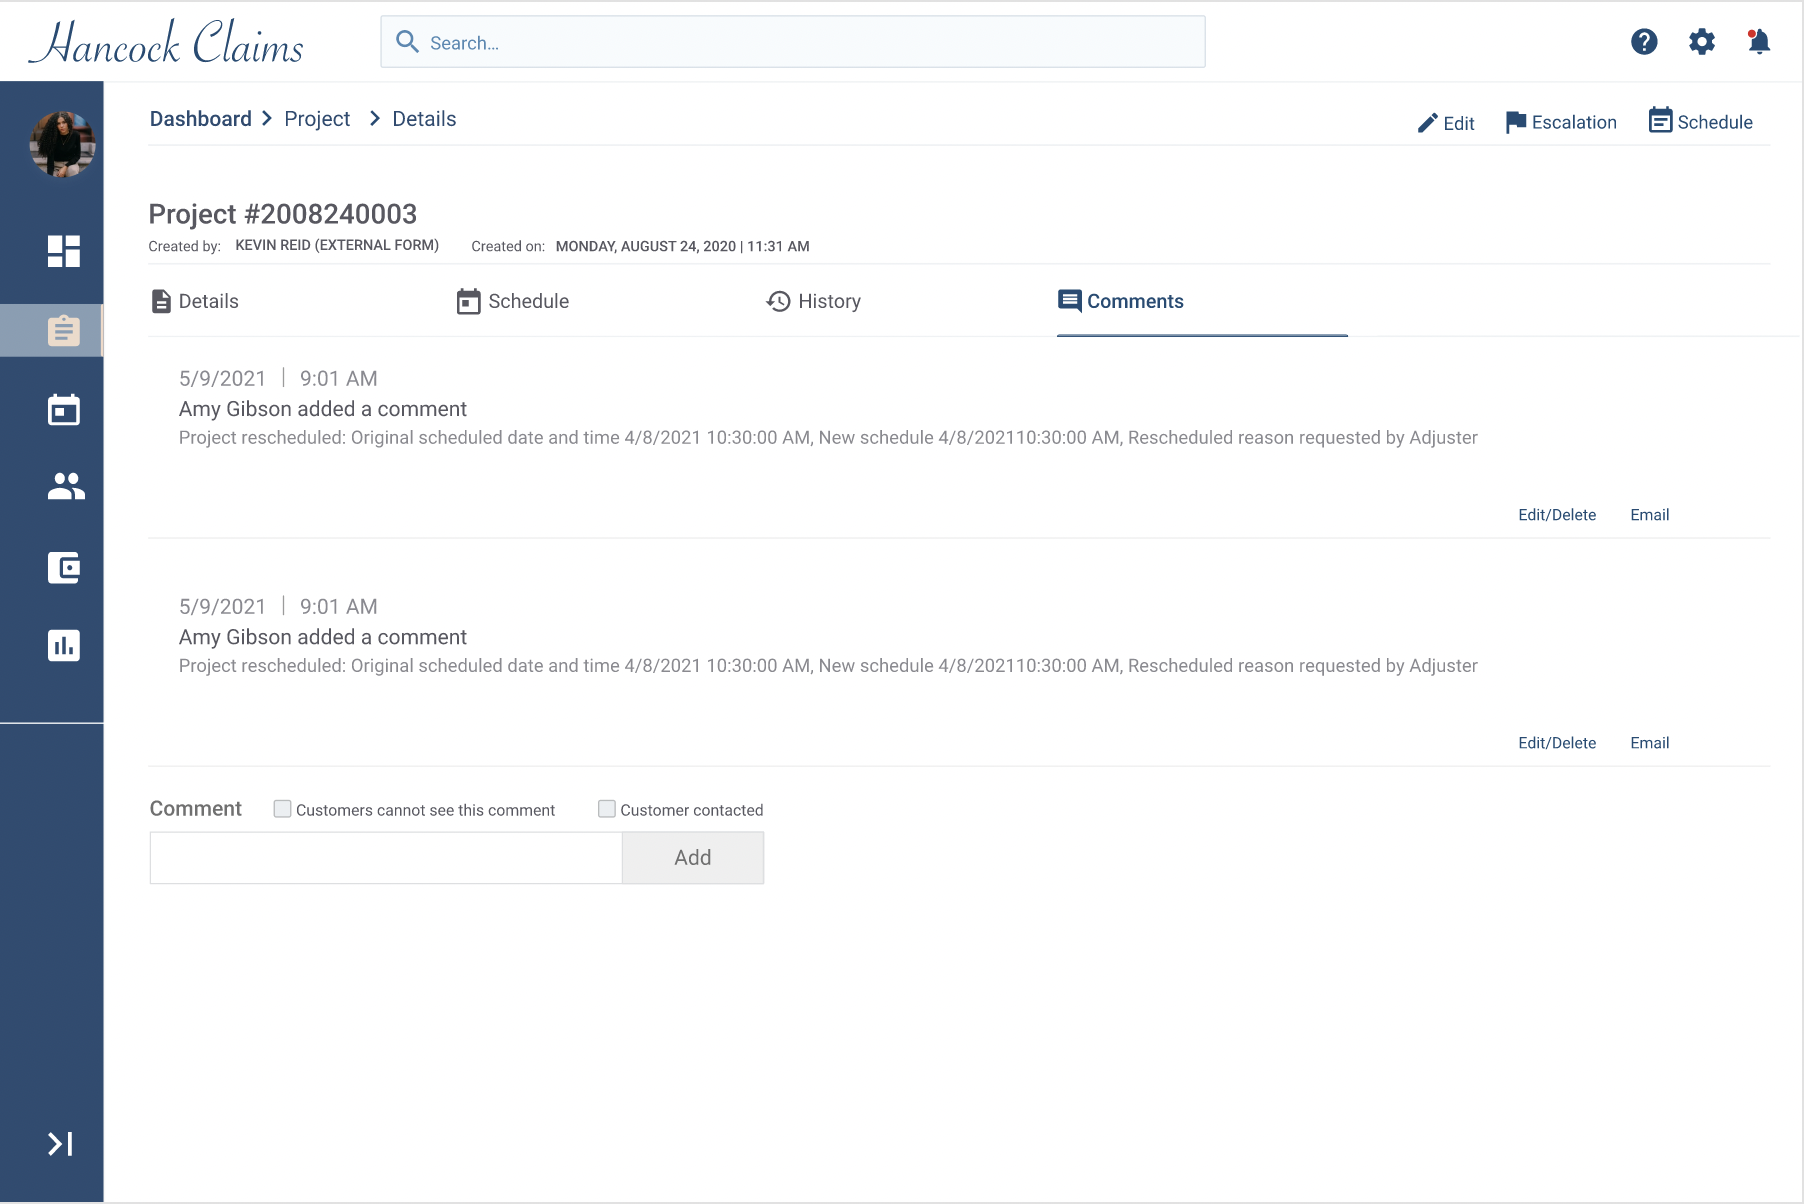 Hancock Claims
Search...
Dashboard > Project > Details
Edit
Escalation
Schedule
Project #2008240003
Created by: KEVIN REID (EXTERNAL FORM) Created on: MONDAY, AUGUST 24, 2020 | 11:31 AM
Details
Schedule
History
Comments
5/9/2021 | 9:01 AM
Amy Gibson added a comment
Project rescheduled: Original scheduled date and time 4/8/2021 10:30:00 AM, New schedule 4/8/202110:30:00 AM, Rescheduled reason requested by Adjuster
Edit/Delete Email
5/9/2021 | 9:01 AM
Amy Gibson added a comment
Project rescheduled: Original scheduled date and time 4/8/2021 10:30:00 AM, New schedule 4/8/202110:30:00 AM, Rescheduled reason requested by Adjuster
Edit/Delete Email
Comment Customers cannot see this comment Customer contacted
Add